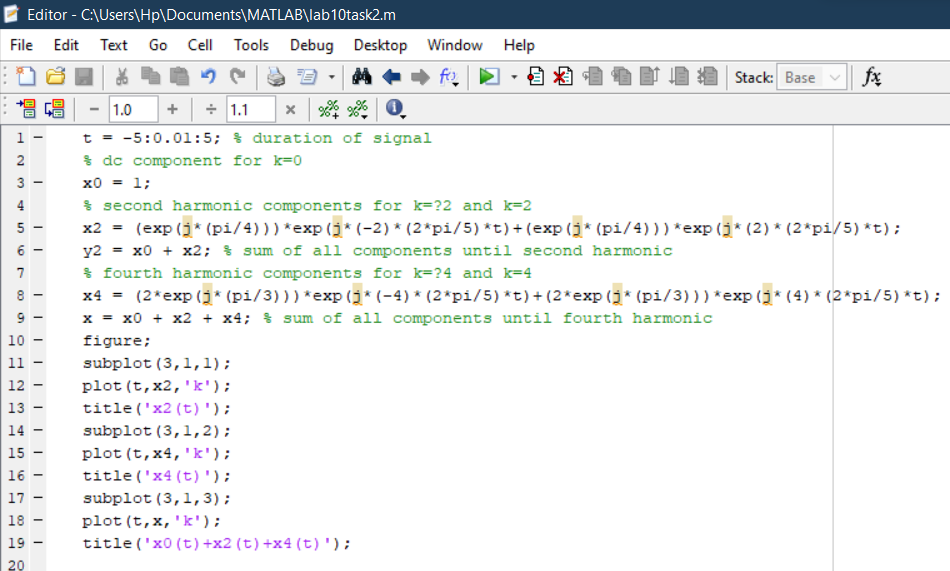 Editor - C:\Users\Hp\Documents\MATLAB\lab10task2.m
File Edit Text Go Cell Tools Debug Desktop Window Help
Stack: Base fx
- 1.0 + ÷ 1.1 ×
1 - t = -5:0.01:5; % duration of signal
2 % dc component for k=0
3 - x0 = 1;
4 % second harmonic components for k=?2 and k=2
5 - x2 = (exp(j*(pi/4)))*exp(j*(-2)*(2*pi/5)*t)+(exp(j*(pi/4)))*exp(j*(2)*(2*pi/5)*t);
6 - y2 = x0 + x2; % sum of all components until second harmonic
7 % fourth harmonic components for k=?4 and k=4
8 - x4 = (2*exp(j*(pi/3)))*exp(j*(-4)*(2*pi/5)*t)+(2*exp(j*(pi/3)))*exp(j*(4)*(2*pi/5)*t);
9 - x = x0 + x2 + x4; % sum of all components until fourth harmonic
10 - figure;
11 - subplot(3,1,1);
12 - plot(t,x2,'k');
13 - title('x2(t)');
14 - subplot(3,1,2);
15 - plot(t,x4,'k');
16 - title('x4(t)');
17 - subplot(3,1,3);
18 - plot(t,x,'k');
19 - title('x0(t)+x2(t)+x4(t)');
20